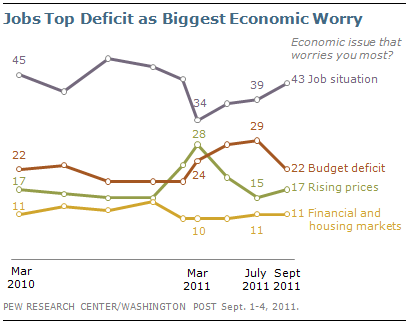 Jobs Top Deficit as Biggest Economic Worry
Economic issue that
worries you most?
45
34
39
43 Job situation
22
28
29
24
22 Budget deficit
17
15
17 Rising prices
11
10
11
11 Financial and
housing markets
Mar
2010
Mar
2011
July
2011
Sept
2011
PEW RESEARCH CENTER/WASHINGTON POST Sept. 1-4, 2011.